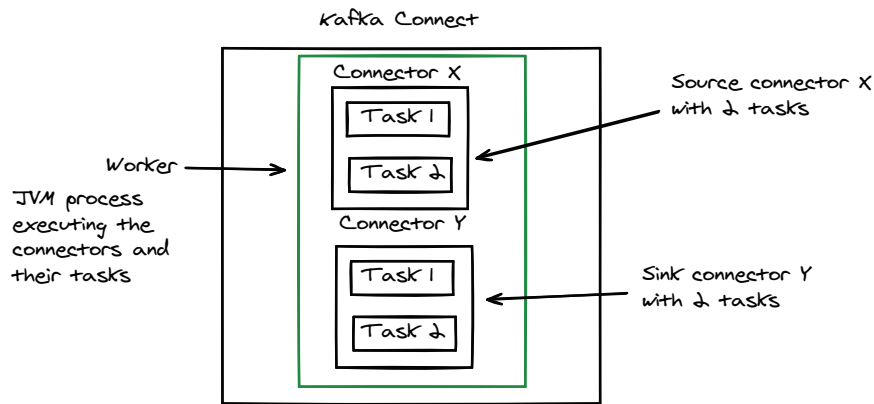 Kafka Connect
Connector X
Task 1
Task 2
Source connector X
with 2 tasks
Worker
JVM process
executing the
connectors and
their tasks
Connector Y
Task 1
Task 2
Sink connector Y
with 2 tasks